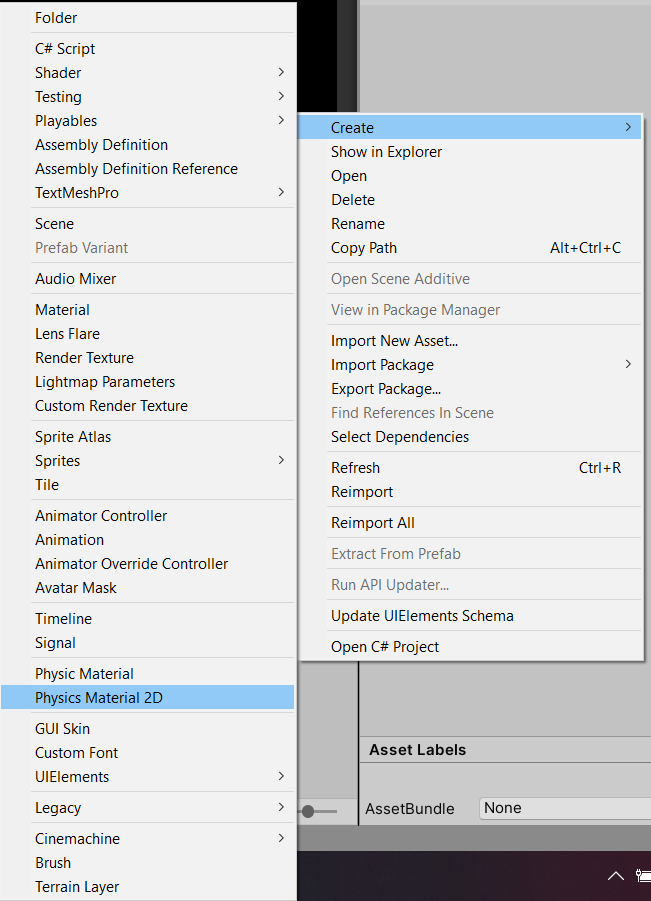 Folder
C# Script
Shader
Testing
Playables
Assembly Definition
Assembly Definition Reference
TextMeshPro
Scene
Prefab Variant
Audio Mixer
Material
Lens Flare
Render Texture
Lightmap Parameters
Custom Render Texture
Sprite Atlas
Sprites
Tile
Animator Controller
Animation
Animator Override Controller
Avatar Mask
Timeline
Signal
Physic Material
Physics Material 2D
GUI Skin
Custom Font
UIElements
Legacy
Cinemachine
Brush
Terrain Layer
Create
Show in Explorer
Open
Delete
Rename
Copy Path Alt+Ctrl+C
Open Scene Additive
View in Package Manager
Import New Asset...
Import Package
Export Package...
Find References In Scene
Select Dependencies
Refresh Ctrl+R
Reimport
Reimport All
Extract From Prefab
Run API Updater...
Update UIElements Schema
Open C# Project
Asset Labels
AssetBundle None